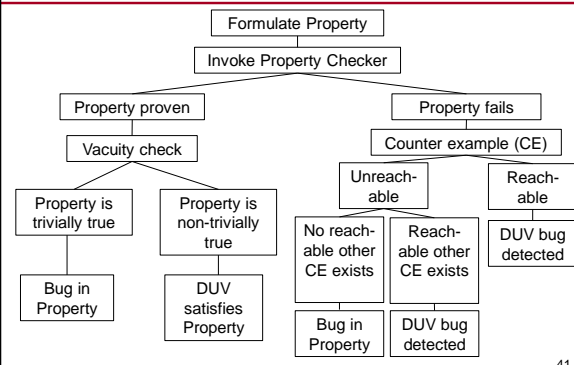 Formulate Property
Invoke Property Checker
Property proven
Property fails
Vacuity check
Counter example (CE)
Property is
trivially true
Property is
non-trivially
true
Unreach-
able
Reach-
able
No reach-
able other
CE exists
Reach-
able other
CE exists
DUV bug
detected
Bug in
Property
DUV
satisfies
Property
Bug in
Property
DUV bug
detected
41